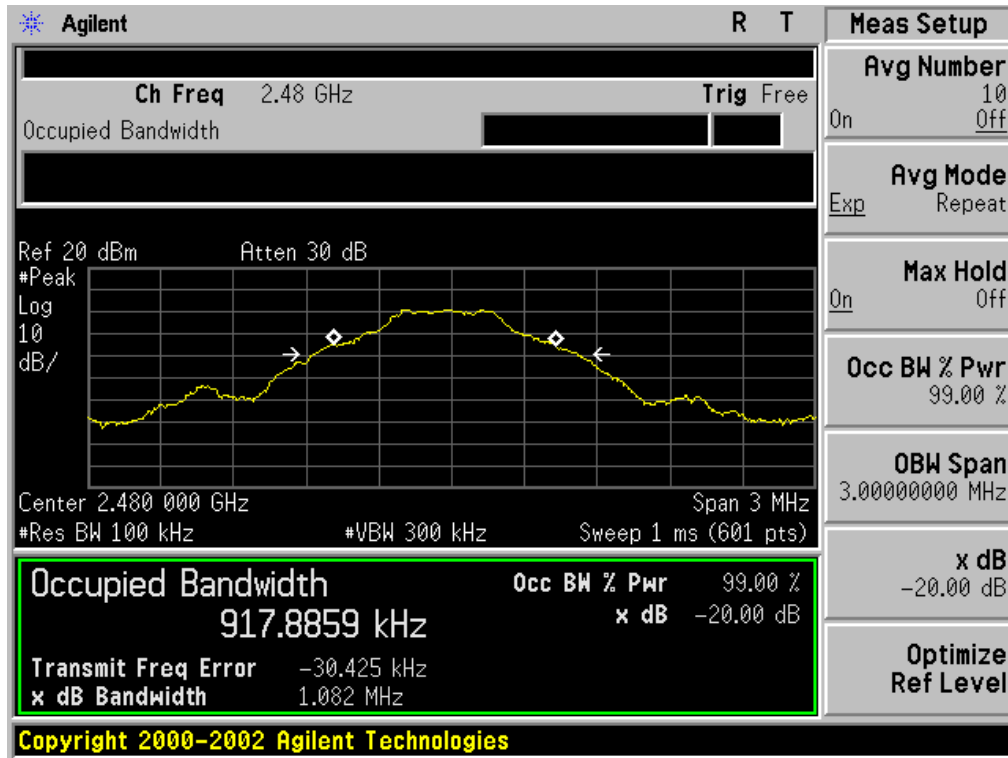 Agilent R T
Ch Freq 2.48 GHz Trig Free
Occupied Bandwidth
Ref 20 dBm Atten 30 dB
#Peak
Log
10
dB/
Center 2.480 000 GHz Span 3 MHz
#Res BW 100 kHz #VBW 300 kHz Sweep 1 ms (601 pts)
Occupied Bandwidth Occ BW % Pwr 99.00 %
917.8859 kHz x dB -20.00 dB
Transmit Freq Error -30.425 kHz
x dB Bandwidth 1.082 MHz
Copyright 2000-2002 Agilent Technologies
Meas Setup
Avg Number
10
On Off
Avg Mode
Exp Repeat
Max Hold
On Off
Occ BW % Pwr
99.00 %
OBW Span
3.00000000 MHz
x dB
-20.00 dB
Optimize
Ref Level